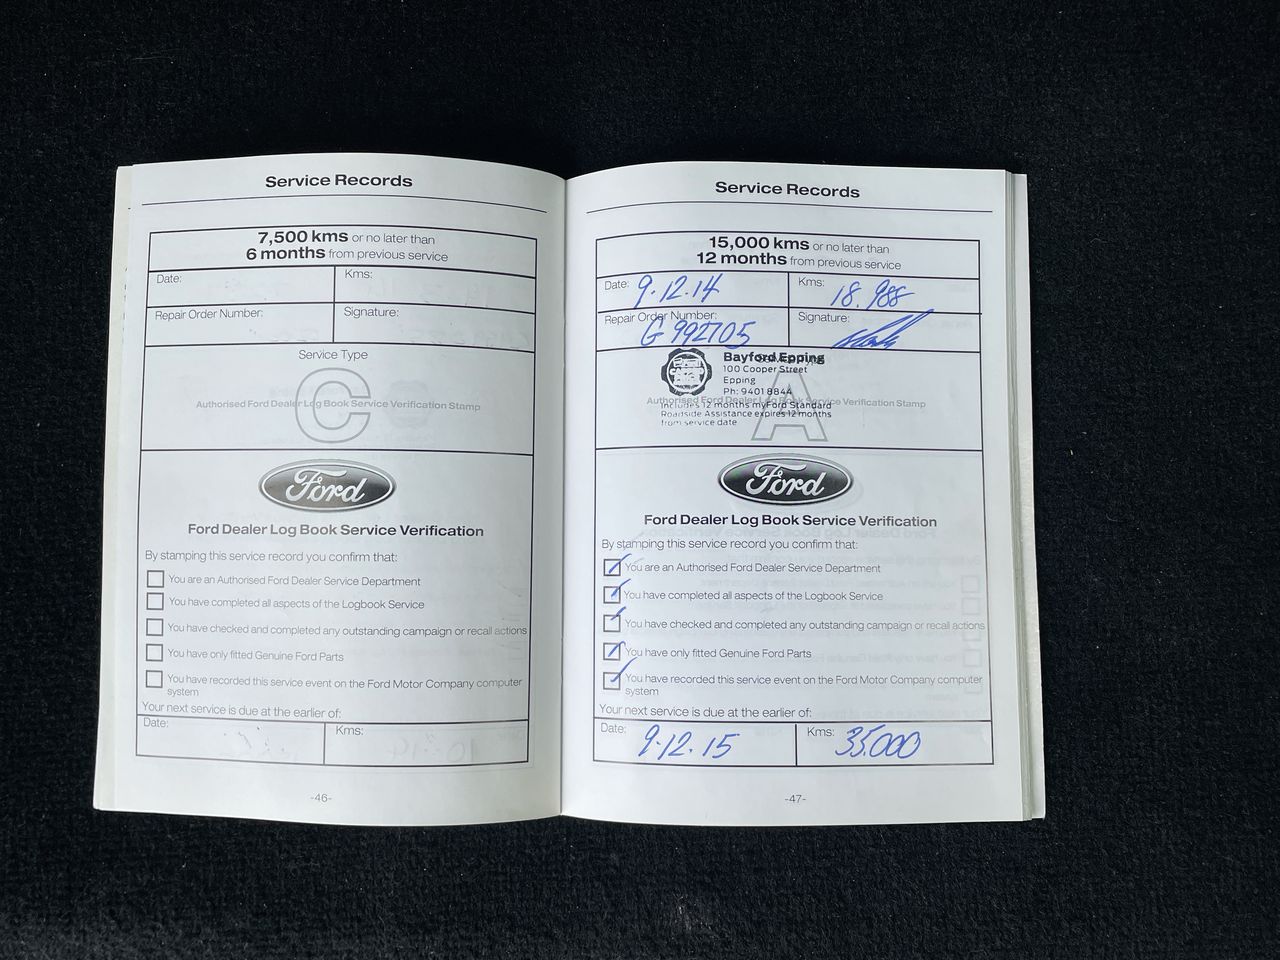 Service Records
7,500 kms or no later than
6 months from previous service
Date:
Kms:
Repair Order Number:
Signature:
Service Type
C
Authorised Ford Dealer Log Book Service Verification Stamp
Ford
Ford Dealer Log Book Service Verification
By stamping this service record you confirm that:
You are an Authorised Ford Dealer Service Department
You have completed all aspects of the Logbook Service
You have checked and completed any outstanding campaign or recall actions
You have only fitted Genuine Ford Parts
You have recorded this service event on the Ford Motor Company computer
system
Your next service is due at the earlier of:
Date:
Kms:
-46-
Service Records
15,000 kms or no later than
12 months from previous service
Date: 9.12.14
Kms: 18.988
Repair Order Number: G992705
Signature:
Bayford Epping
100 Cooper Street
Epping
Ph: 9401 8844
A
Authorised Ford Dealer Log Book Service Verification Stamp
Includes 12 months myFord Standard
Roadside Assistance expires 12 months
from service date
Ford
Ford Dealer Log Book Service Verification
By stamping this service record you confirm that:
You are an Authorised Ford Dealer Service Department
You have completed all aspects of the Logbook Service
You have checked and completed any outstanding campaign or recall actions
You have only fitted Genuine Ford Parts
You have recorded this service event on the Ford Motor Company computer
system
Your next service is due at the earlier of:
Date: 9.12.15
Kms: 35.000
-47-